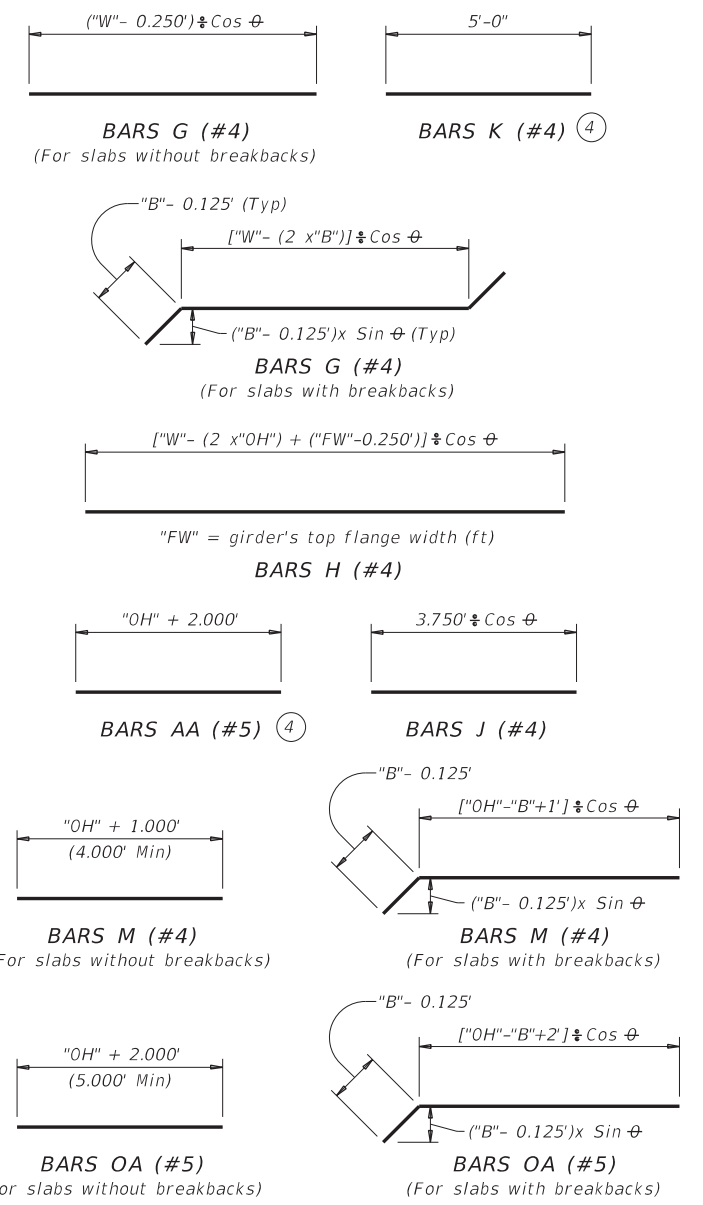 ("W"– 0.250')÷Cos θ
5'-0"
BARS G (#4)
BARS K (#4) 4
(For slabs without breakbacks)
"B"– 0.125' (Typ)
["W"– (2 x"B")]÷Cos θ
("B"– 0.125')x Sin θ (Typ)
BARS G (#4)
(For slabs with breakbacks)
["W"– (2 x"OH") + ("FW"–0.250')]÷Cos θ
"FW" = girder's top flange width (ft)
BARS H (#4)
"OH" + 2.000'
3.750'÷Cos θ
BARS AA (#5) 4
BARS J (#4)
"B"– 0.125'
"OH" + 1.000'
(4.000' Min)
["OH"–"B"+1']÷Cos θ
("B"– 0.125')x Sin θ
BARS M (#4)
(For slabs without breakbacks)
BARS M (#4)
(For slabs with breakbacks)
"B"– 0.125'
"OH" + 2.000'
(5.000' Min)
["OH"–"B"+2']÷Cos θ
("B"– 0.125')x Sin θ
BARS OA (#5)
or slabs without breakbacks)
BARS OA (#5)
(For slabs with breakbacks)